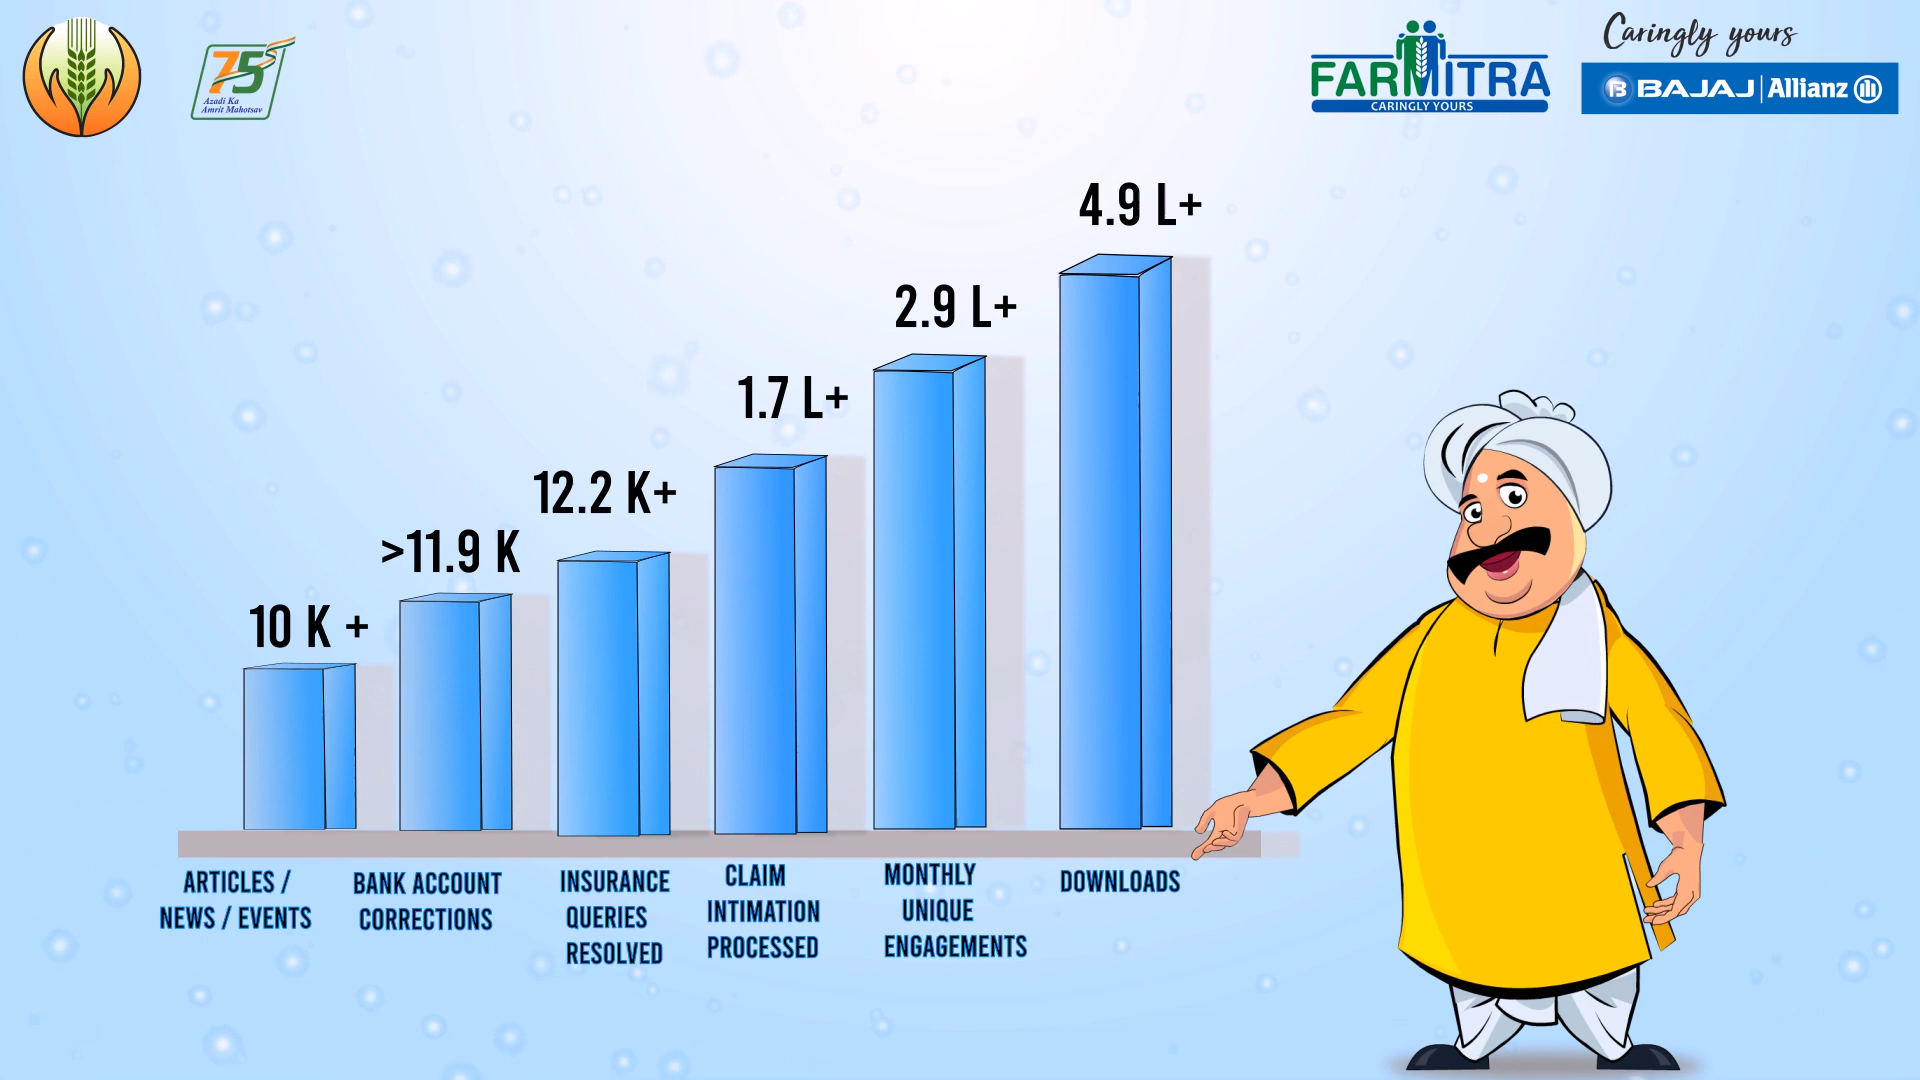 75
Azadi Ka
Amrit Mahotsav
FARMITRA
CARINGLY YOURS
Caringly yours
B BAJAJ | Allianz
4.9 L+
2.9 L+
1.7 L+
12.2 K+
>11.9 K
10 K +
ARTICLES /
NEWS / EVENTS
BANK ACCOUNT
CORRECTIONS
INSURANCE
QUERIES
RESOLVED
CLAIM
INTIMATION
PROCESSED
MONTHLY
UNIQUE
ENGAGEMENTS
DOWNLOADS